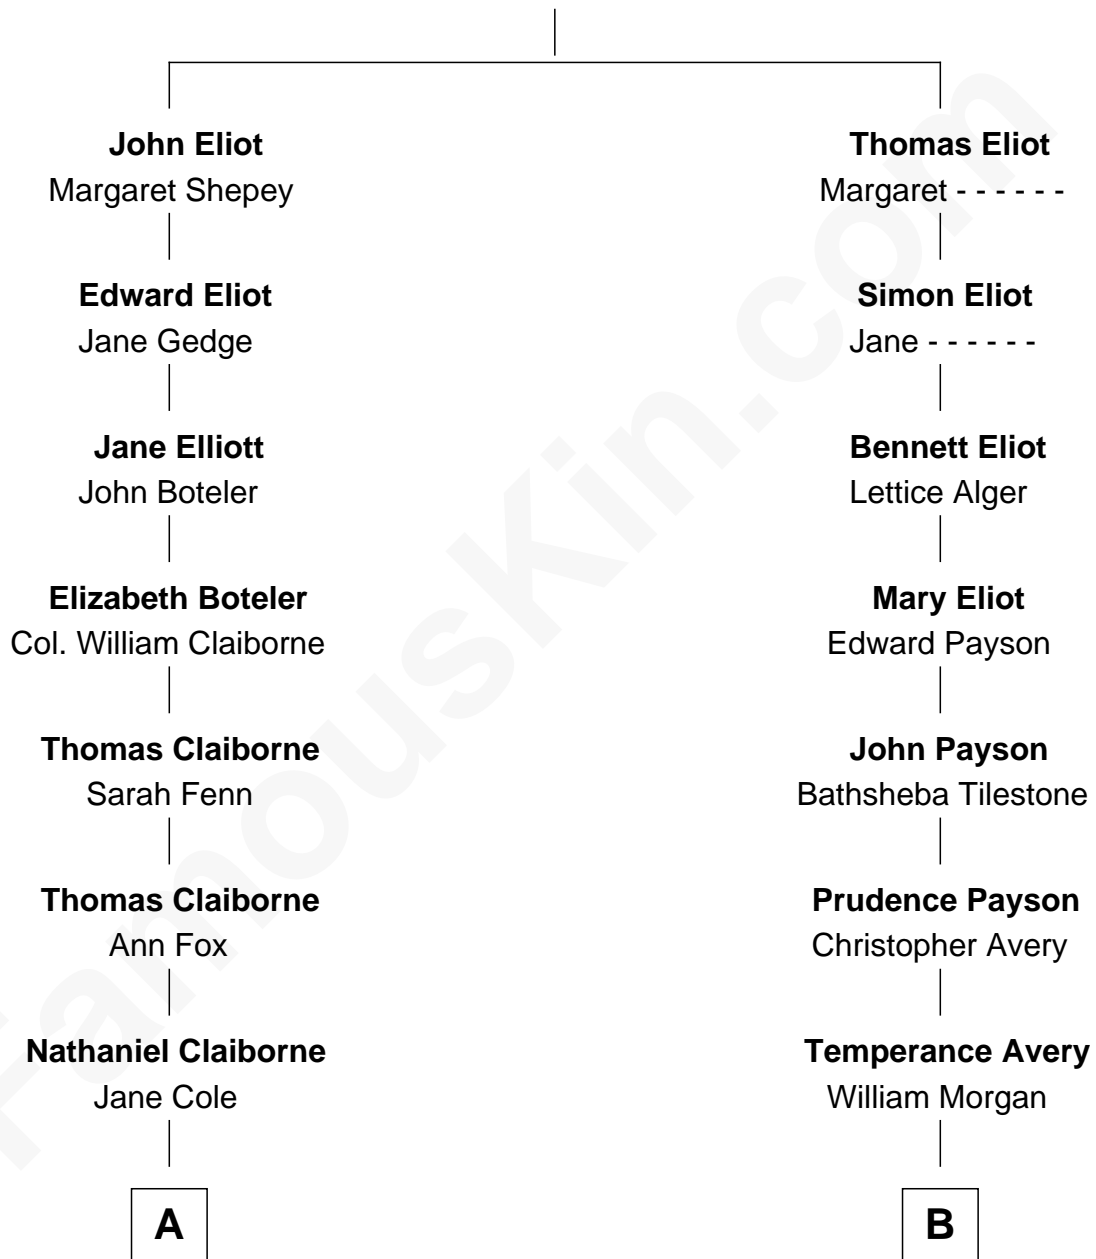 John Eliot
Margaret Shepey
Edward Eliot
Jane Gedge
Jane Elliott
John Boteler
Elizabeth Boteler
Col. William Claiborne
Thomas Claiborne
Sarah Fenn
Thomas Claiborne
Ann Fox
Nathaniel Claiborne
Jane Cole
A
Thomas Eliot
Margaret - - - - - -
Simon Eliot
Jane - - - - - -
Bennett Eliot
Lettice Alger
Mary Eliot
Edward Payson
John Payson
Bathsheba Tilestone
Prudence Payson
Christopher Avery
Temperance Avery
William Morgan
B
FamousKin.com